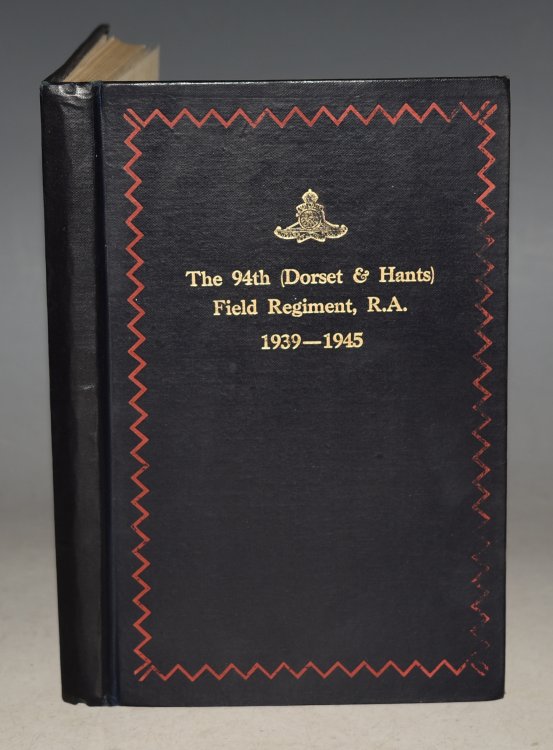 The 94th (Dorset & Hants)
Field Regiment, R.A.
1939—1945